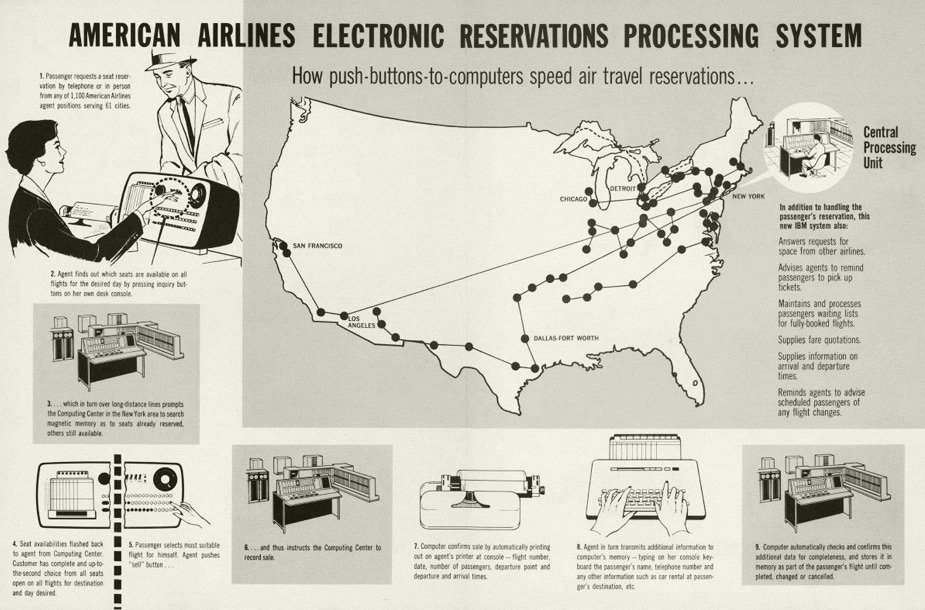 AMERICAN AIRLINES ELECTRONIC RESERVATIONS PROCESSING SYSTEM
How push-buttons-to-computers speed air travel reservations...
1. Passenger requests a seat reser-
vation by telephone or in person
from any of 1,100 American Airlines
agent positions serving 61 cities.
2. Agent finds out which seats are available on all
flights for the desired day by pressing inquiry but-
tons on her own desk console.
3. . . . which in turn over long-distance lines prompts
the Computing Center in the New York area to search
magnetic memory as to seats already reserved,
others still available.
4. Seat availabilities flashed back
to agent from Computing Center.
Customer has complete and up-to-
the-second choice from all seats
open on all flights for destination
and day desired.
5. Passenger selects most suitable
flight for himself. Agent pushes
"sell" button . . .
6. . . . and thus instructs the Computing Center to
record sale.
7. Computer confirms sale by automatically printing
out on agent's printer at console — flight number,
date, number of passengers, departure point and
departure and arrival times.
8. Agent in turn transmits additional information to
computer's memory — typing on her console key-
board the passenger's name, telephone number and
any other information such as car rental at passen-
ger's destination, etc.
9. Computer automatically checks and confirms this
additional data for completeness, and stores it in
memory as part of the passenger's flight until com-
pleted, changed or cancelled.
SAN FRANCISCO
LOS
ANGELES
DALLAS-FORT WORTH
CHICAGO
DETROIT
NEW YORK
Central
Processing
Unit
In addition to handling the
passenger's reservation, this
new IBM system also:
Answers requests for
space from other airlines.
Advises agents to remind
passengers to pick up
tickets.
Maintains and processes
passengers waiting lists
for fully-booked flights.
Supplies fare quotations.
Supplies information on
arrival and departure
times.
Reminds agents to advise
scheduled passengers of
any flight changes.